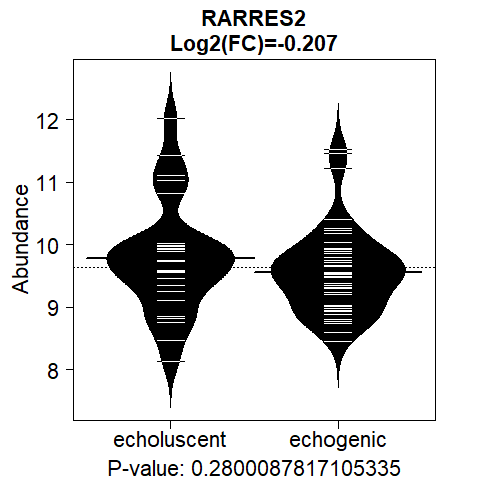 RARRES2
Log2(FC)=-0.207
Abundance
12
11
10
9
8
echoluscent echogenic
P-value: 0.2800087817105335